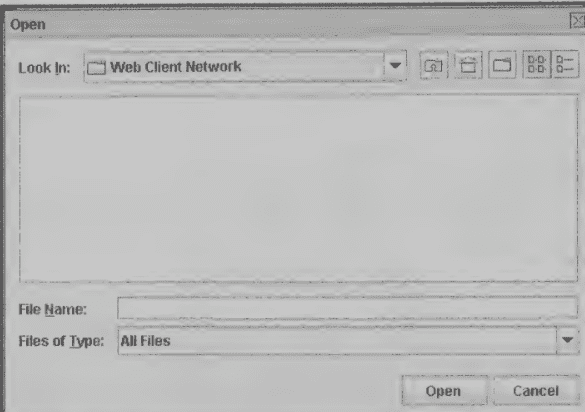 Open
Look In: Web Client Network
File Name:
Files of Type: All Files
Open Cancel